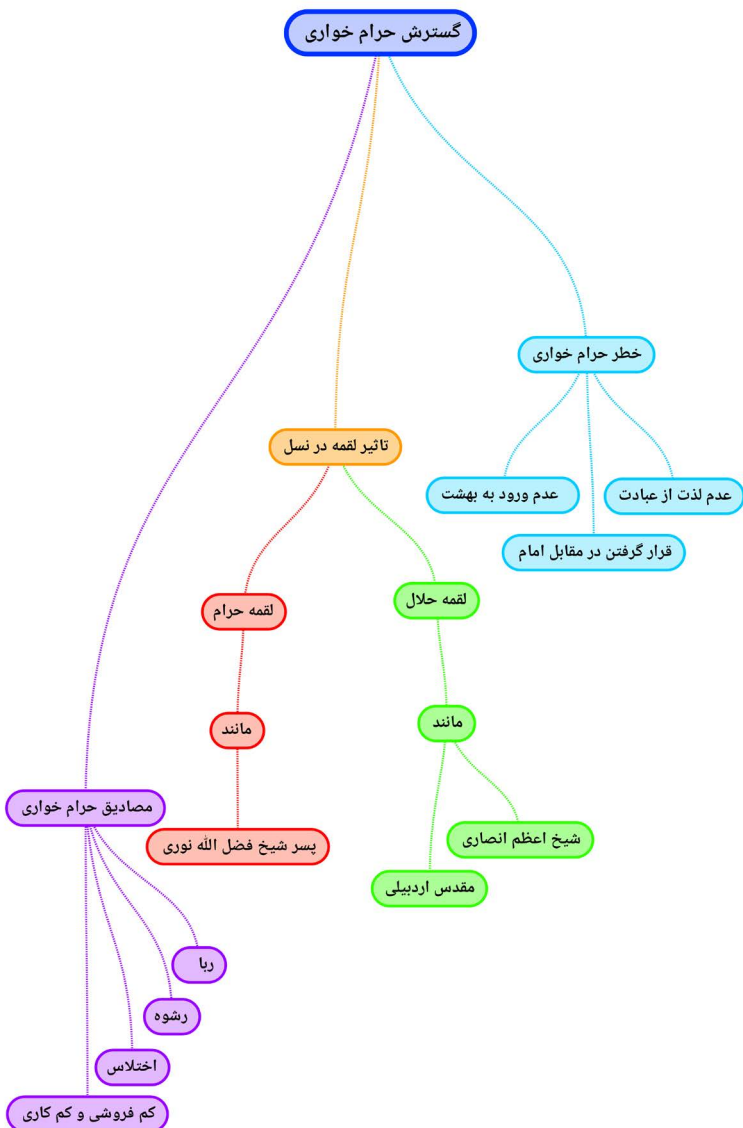 گسترش حرام خواری
خطر حرام خواری
عدم لذت از عبادت
عدم ورود به بهشت
قرار گرفتن در مقابل امام
تاثیر لقمه در نسل
لقمه حلال
مانند
شیخ اعظم انصاری
مقدس اردبیلی
لقمه حرام
مانند
پسر شیخ فضل الله نوری
مصادیق حرام خواری
ربا
رشوه
اختلاس
کم فروشی و کم کاری